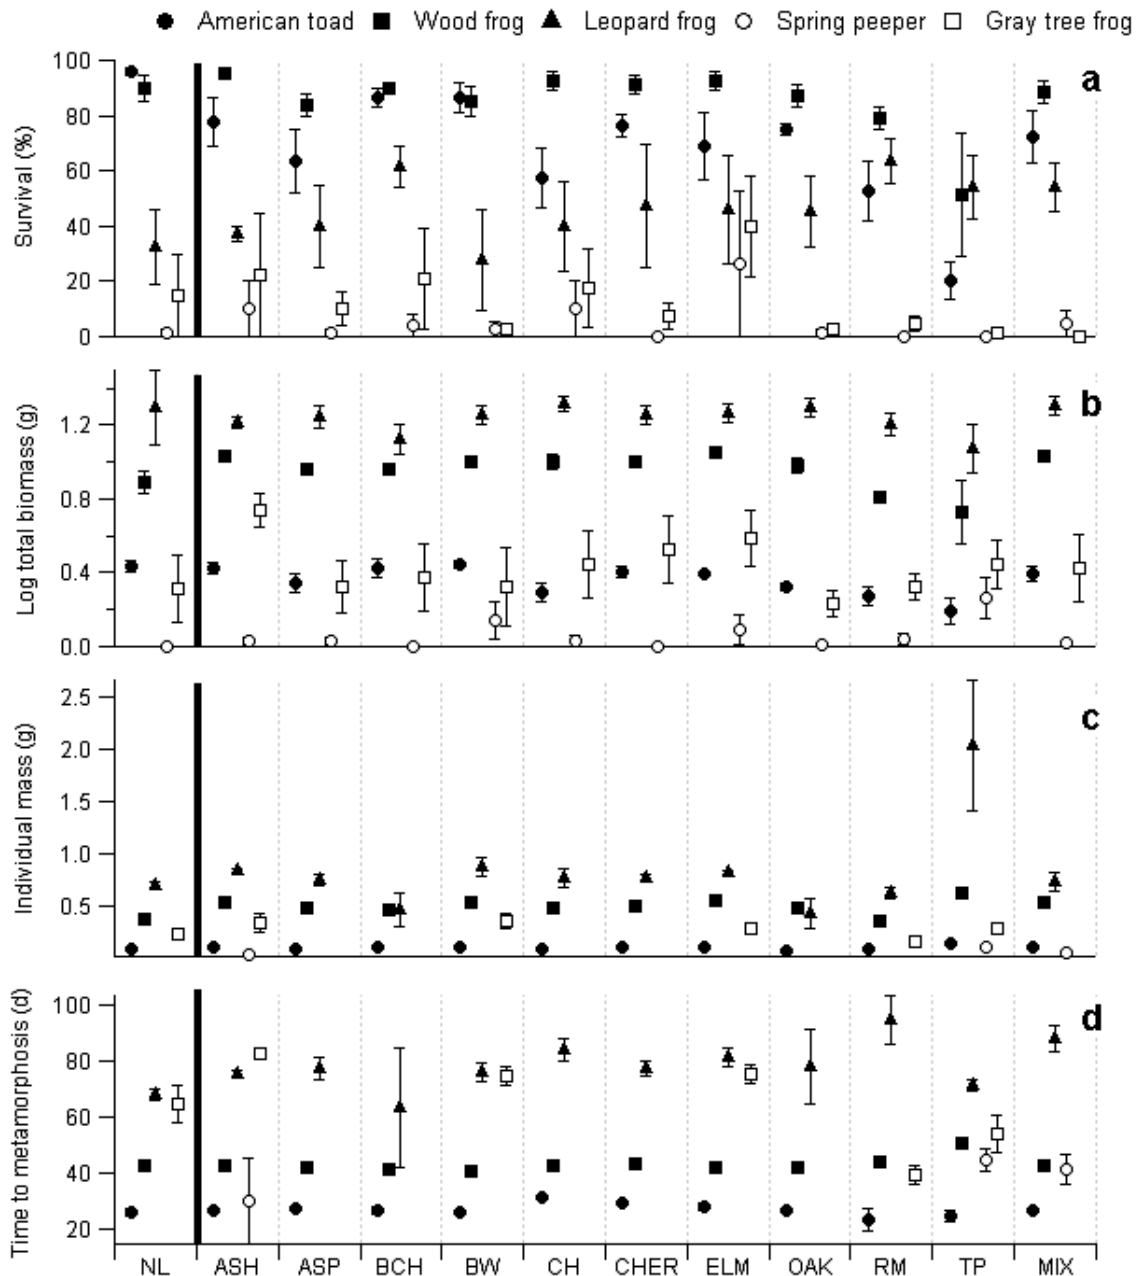 American toad Wood frog Leopard frog Spring peeper Gray tree frog
a
Survival (%)
100
80
60
40
20
0
b
Log total biomass (g)
1.2
0.8
0.4
0.0
c
Individual mass (g)
2.5
2.0
1.5
1.0
0.5
d
Time to metamorphosis (d)
100
80
60
40
20
NL ASH ASP BCH BW CH CHER ELM OAK RM TP MIX